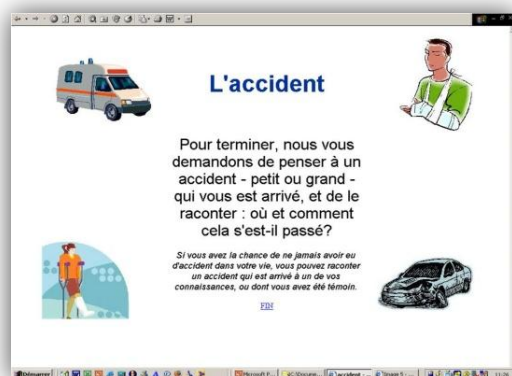 L'accident
Pour terminer, nous vous
demandons de penser à un
accident - petit ou grand -
qui vous est arrivé, et de le
raconter : où et comment
cela s'est-il passé?
Si vous avez la chance de ne jamais avoir eu
d'accident dans votre vie, vous pouvez raconter
un accident qui est arrivé à un de vos
connaissances, ou dont vous avez été témoin.
FIN
Démarrer